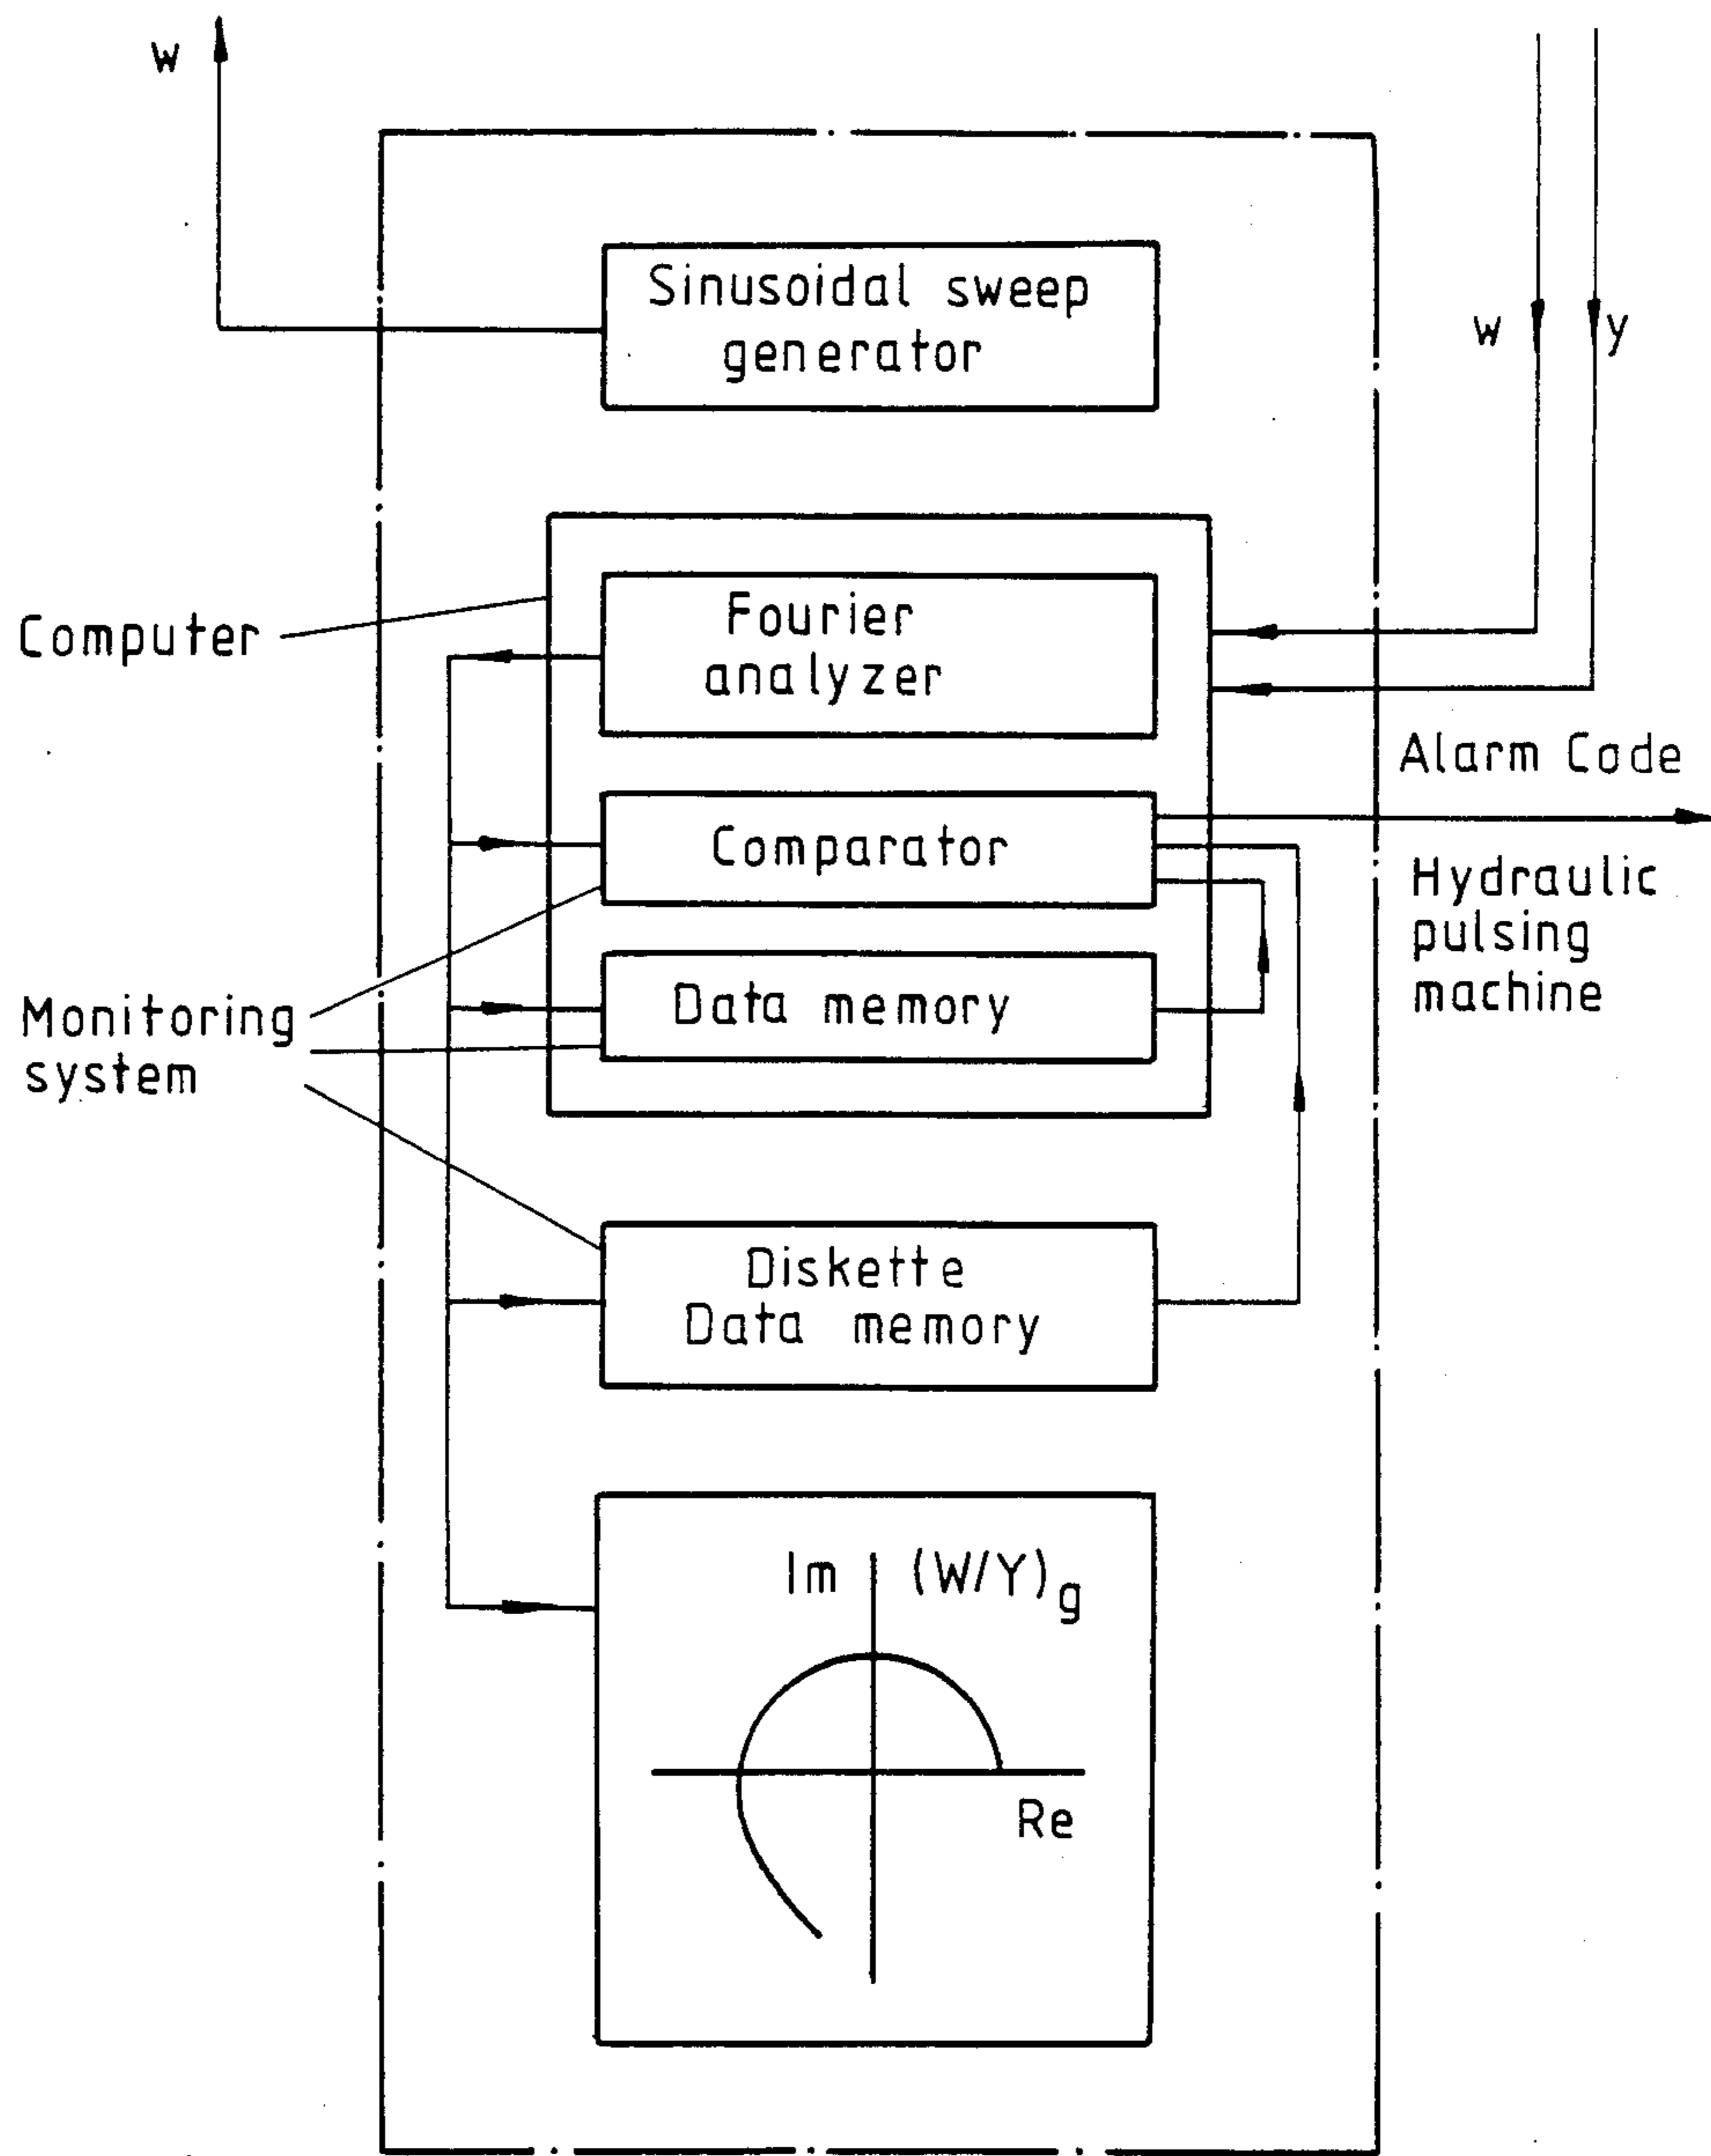 w
Sinusoidal sweep
generator
w
y
Computer
Fourier
analyzer
Alarm Code
Comparator
Hydraulic
pulsing
machine
Data memory
Monitoring
system
Diskette
Data memory
Im (W/Y)g
Re